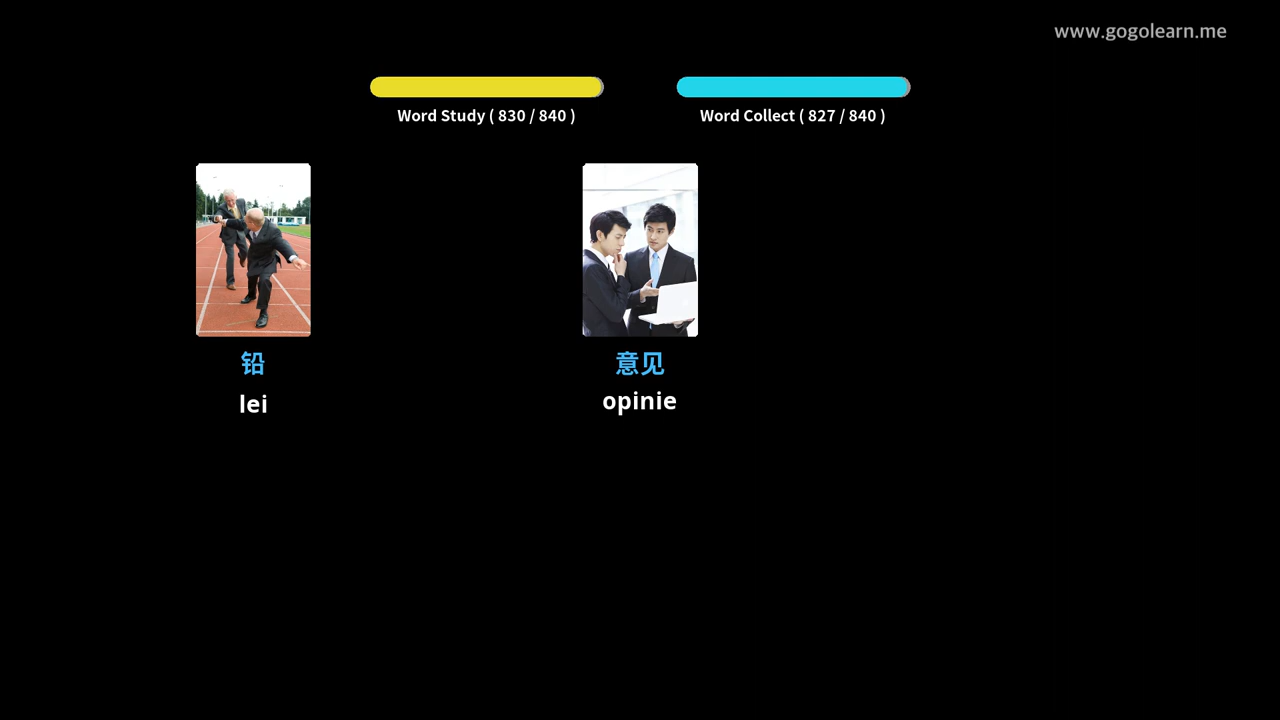 www.gogolearn.me
Word Study ( 830 / 840 )
Word Collect ( 827 / 840 )
铅
lei
意见
opinie